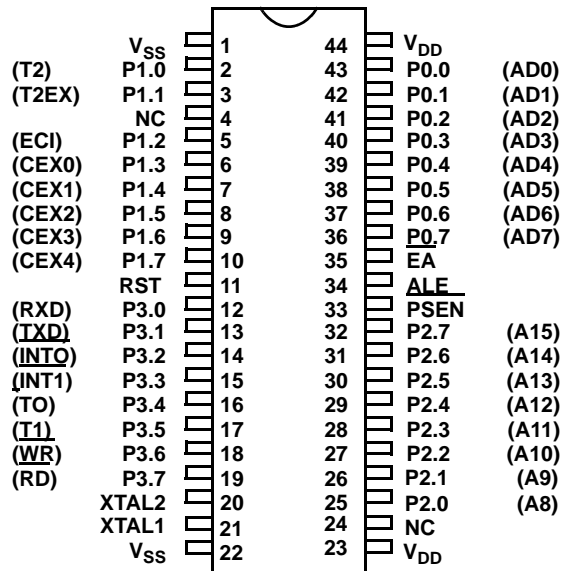 VSS 1 44 VDD
(T2) P1.0 2 43 P0.0 (AD0)
(T2EX) P1.1 3 42 P0.1 (AD1)
NC 4 41 P0.2 (AD2)
(ECI) P1.2 5 40 P0.3 (AD3)
(CEX0) P1.3 6 39 P0.4 (AD4)
(CEX1) P1.4 7 38 P0.5 (AD5)
(CEX2) P1.5 8 37 P0.6 (AD6)
(CEX3) P1.6 9 36 P0.7 (AD7)
(CEX4) P1.7 10 35 EA
RST 11 34 ALE
(RXD) P3.0 12 33 PSEN
(TXD) P3.1 13 32 P2.7 (A15)
(INTO) P3.2 14 31 P2.6 (A14)
(INT1) P3.3 15 30 P2.5 (A13)
(TO) P3.4 16 29 P2.4 (A12)
(T1) P3.5 17 28 P2.3 (A11)
(WR) P3.6 18 27 P2.2 (A10)
(RD) P3.7 19 26 P2.1 (A9)
XTAL2 20 25 P2.0 (A8)
XTAL1 21 24 NC
VSS 22 23 VDD